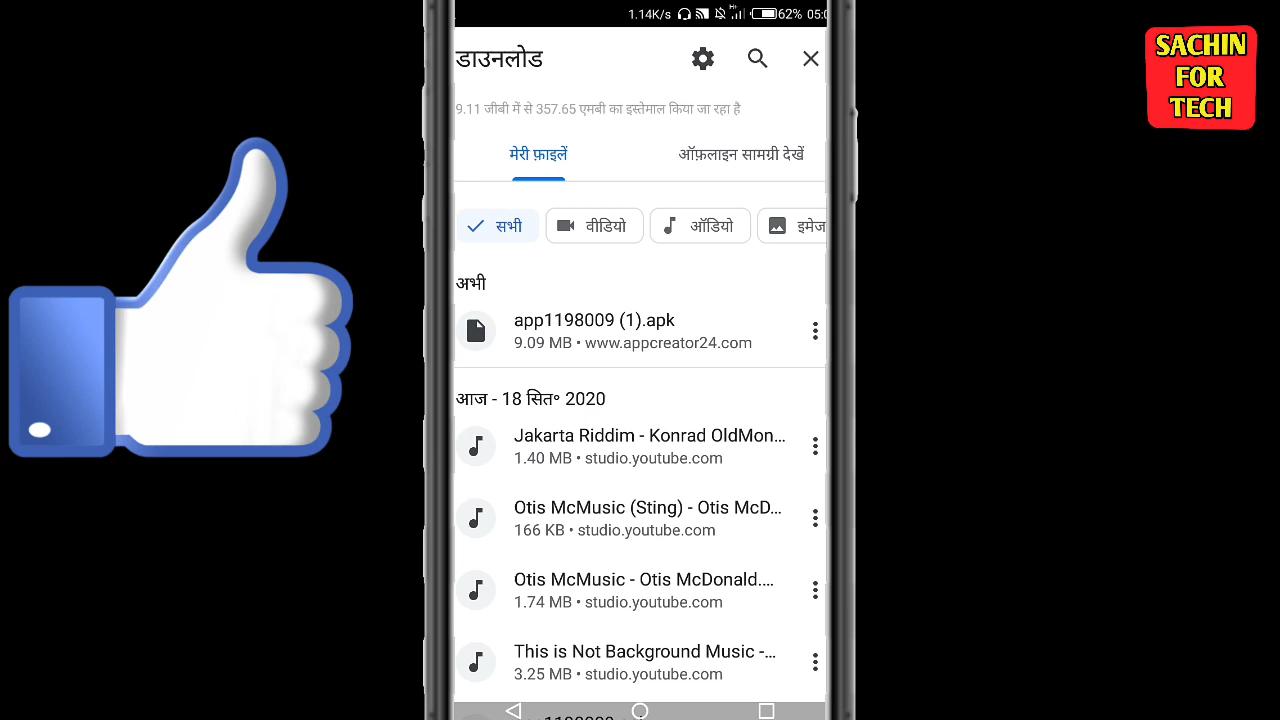 1.14K/s H+ 62% 05:0
SACHIN
FOR
TECH
डाउनलोड
9.11 जीबी में से 357.65 एमबी का इस्तेमाल किया जा रहा है
मेरी फ़ाइलें
ऑफ़लाइन सामग्री देखें
सभी
वीडियो
ऑडियो
इमेज
अभी
app1198009 (1).apk
9.09 MB • www.appcreator24.com
आज - 18 सित॰ 2020
Jakarta Riddim - Konrad OldMon...
1.40 MB • studio.youtube.com
Otis McMusic (Sting) - Otis McD...
166 KB • studio.youtube.com
Otis McMusic - Otis McDonald....
1.74 MB • studio.youtube.com
This is Not Background Music -...
3.25 MB • studio.youtube.com